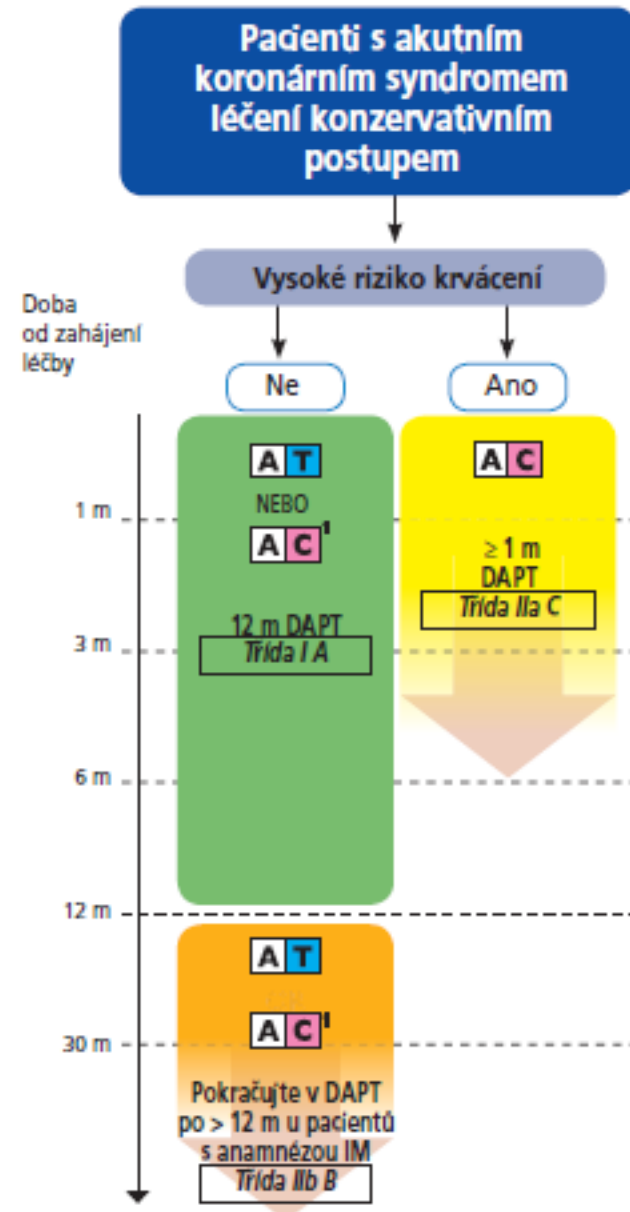 Pacienti s akutním
koronárním syndromem
léčení konzervativním
postupem
Vysoké riziko krvácení
Doba
od zahájení
léčby
Ne
Ano
A T
NEBO
A C¹
12 m DAPT
Třída I A
A C
≥ 1 m
DAPT
Třída IIa C
1 m
3 m
6 m
12 m
30 m
A T
A C¹
Pokračujte v DAPT
po > 12 m u pacientů
s anamnézou IM
Třída IIb B